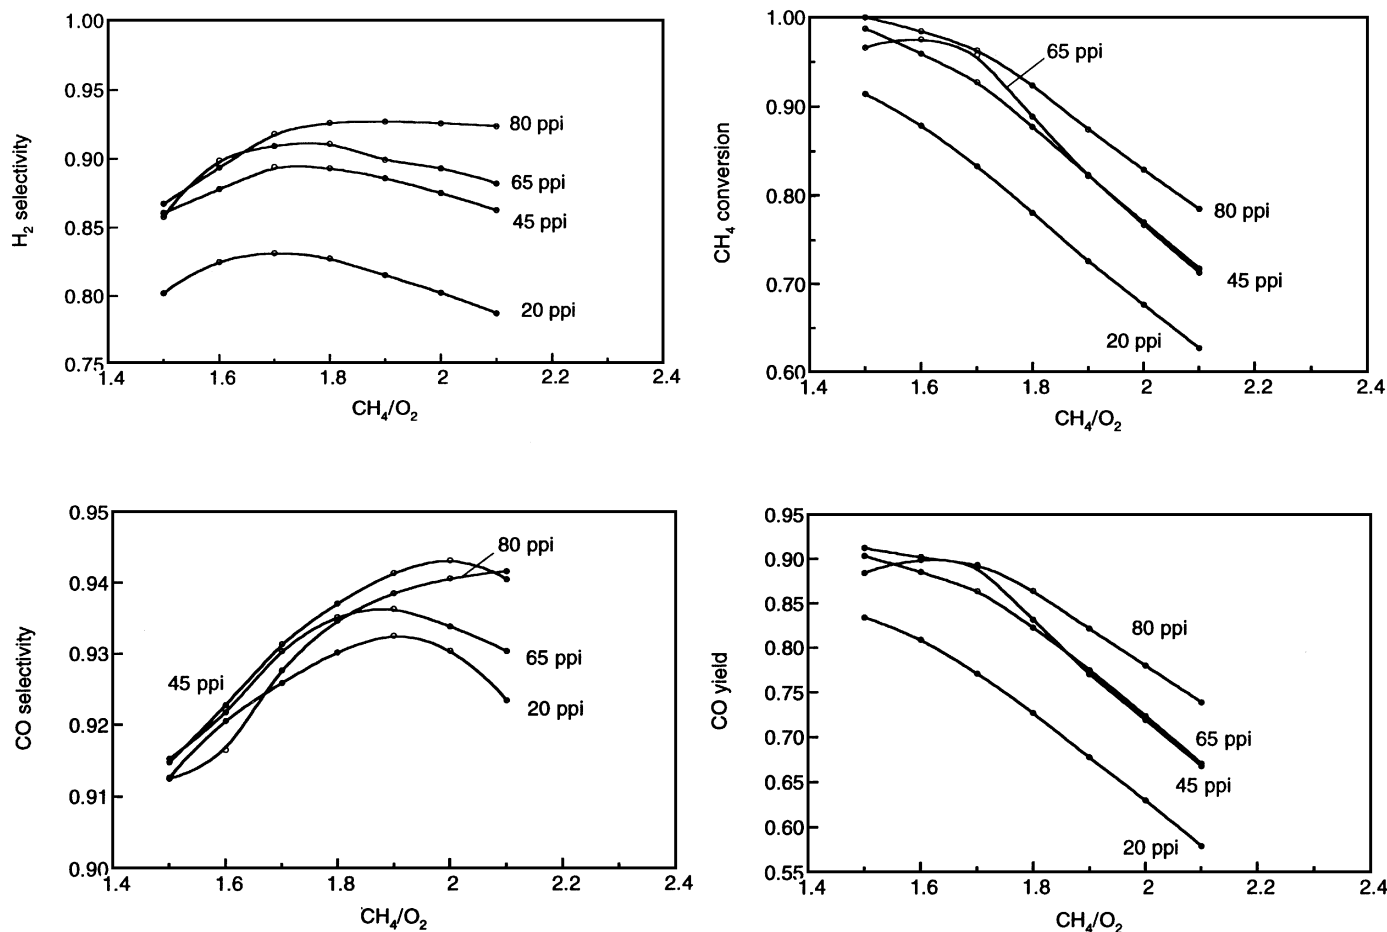 1.00
0.95
0.90
0.85
0.80
0.75
H2 selectivity
80 ppi
65 ppi
45 ppi
20 ppi
1.4 1.6 1.8 2 2.2 2.4
CH4/O2
1.00
0.90
0.80
0.70
0.60
CH4 conversion
65 ppi
80 ppi
45 ppi
20 ppi
1.4 1.6 1.8 2 2.2 2.4
CH4/O2
0.95
0.94
0.93
0.92
0.91
0.90
CO selectivity
80 ppi
45 ppi
65 ppi
20 ppi
1.4 1.6 1.8 2 2.2 2.4
CH4/O2
0.95
0.90
0.85
0.80
0.75
0.70
0.65
0.60
0.55
CO yield
80 ppi
65 ppi
45 ppi
20 ppi
1.4 1.6 1.8 2 2.2 2.4
CH4/O2